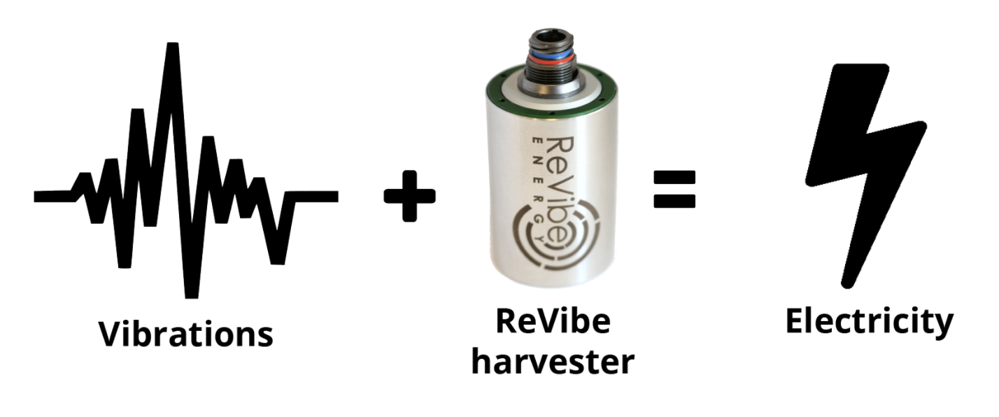 ReVibe
ENERGY
Vibrations
ReVibe
harvester
Electricity